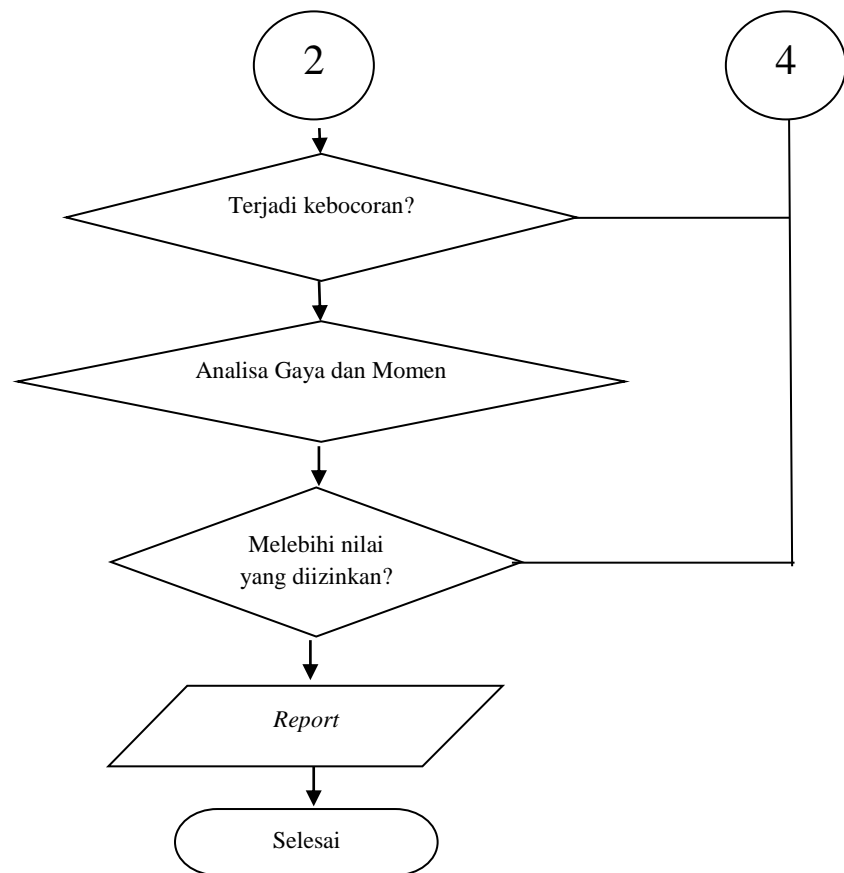 2
4
Terjadi kebocoran?
Analisa Gaya dan Momen
Melebihi nilai
yang diizinkan?
Report
Selesai